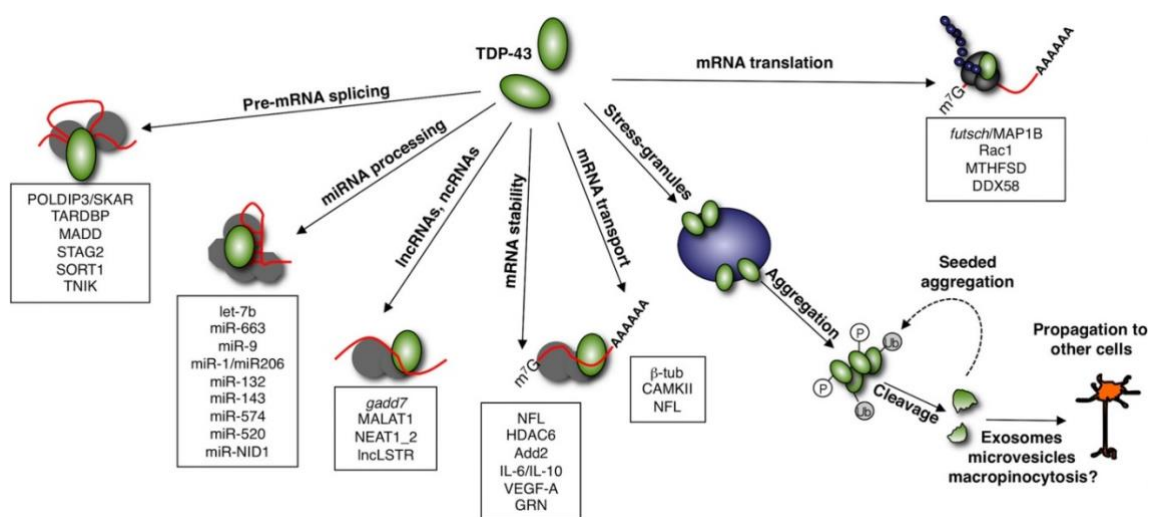 TDP-43
Pre-mRNA splicing
POLDIP3/SKAR
TARDBP
MADD
STAG2
SORT1
TNIK
miRNA processing
let-7b
miR-663
miR-9
miR-1/miR206
miR-132
miR-143
miR-574
miR-520
miR-NID1
lncRNAs, ncRNAs
gadd7
MALAT1
NEAT1_2
lncLSTR
mRNA stability
m⁷G
AAAAAA
NFL
HDAC6
Add2
IL-6/IL-10
VEGF-A
GRN
mRNA transport
β-tub
CAMKII
NFL
Stress-granules
Aggregation
P
Ub
P
Ub
Cleavage
Seeded
aggregation
Exosomes
microvesicles
macropinocytosis?
Propagation to
other cells
mRNA translation
m⁷G
AAAAAA
futsch/MAP1B
Rac1
MTHFSD
DDX58